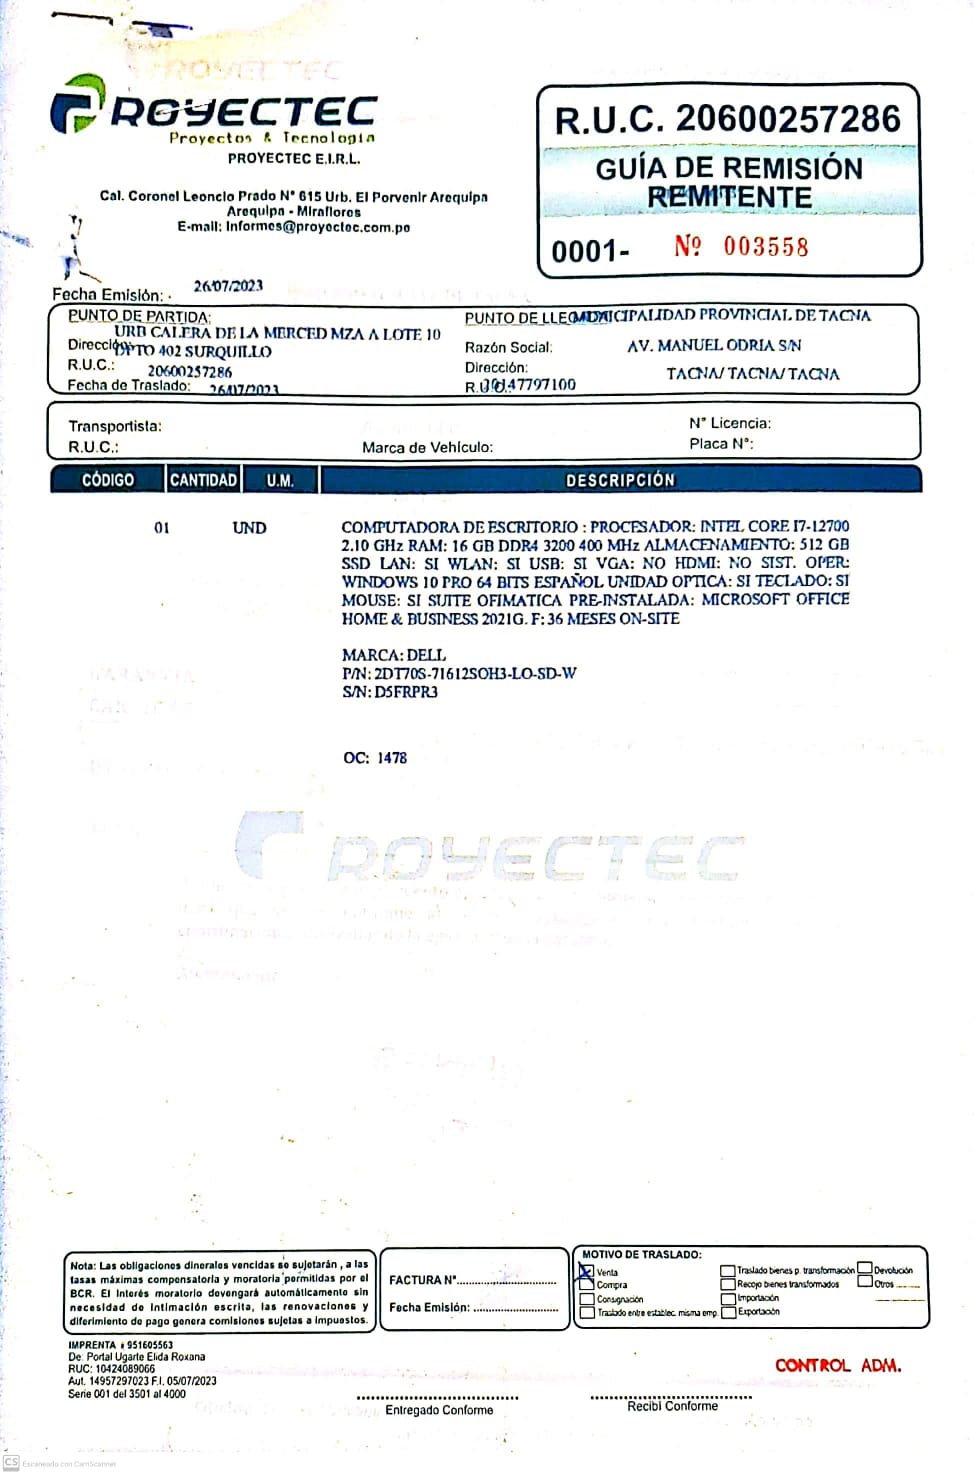 PROYECTEC
Proyectos & Tecnología
PROYECTEC E.I.R.L.
Cal. Coronel Leoncio Prado N° 615 Urb. El Porvenir Arequipa
Arequipa - Miraflores
E-mail: Informes@proyectec.com.pe
R.U.C. 20600257286
GUÍA DE REMISIÓN
REMITENTE
0001- Nº 003558
Fecha Emisión: 26/07/2023
PUNTO DE PARTIDA:
URB CALERA DE LA MERCED MZA A LOTE 10
Dirección: DPTO 402 SURQUILLO
R.U.C.: 20600257286
Fecha de Traslado: 26/07/2023
PUNTO DE LLEGADA: MUNICIPALIDAD PROVINCIAL DE TACNA
Razón Social: AV. MANUEL ODRIA S/N
Dirección: TACNA/ TACNA/ TACNA
R.U.C.: 20147797100
Transportista:
R.U.C.:
Marca de Vehículo:
N° Licencia:
Placa N°:
CÓDIGO CANTIDAD U.M. DESCRIPCIÓN
01 UND COMPUTADORA DE ESCRITORIO : PROCESADOR: INTEL CORE I7-12700
2.10 GHz RAM: 16 GB DDR4 3200 400 MHz ALMACENAMIENTO: 512 GB
SSD LAN: SI WLAN: SI USB: SI VGA: NO HDMI: NO SIST. OPER:
WINDOWS 10 PRO 64 BITS ESPAÑOL UNIDAD OPTICA: SI TECLADO: SI
MOUSE: SI SUITE OFIMATICA PRE-INSTALADA: MICROSOFT OFFICE
HOME & BUSINESS 2021G. F: 36 MESES ON-SITE
MARCA: DELL
P/N: 2DT70S-71612SOH3-LO-SD-W
S/N: D5FRPR3
OC: 1478
PROYECTEC
Nota: Las obligaciones dinerales vencidas se sujetarán , a las
tasas máximas compensatoria y moratoria permitidas por el
BCR. El Interés moratorio devengará automáticamente sin
necesidad de intimación escrita, las renovaciones y
diferimiento de pago genera comisiones sujetas a impuestos.
FACTURA N°..............................
Fecha Emisión: .........................
MOTIVO DE TRASLADO:
Venta
Compra
Consignación
Traslado entre establec. misma emp.
Traslado bienes p. transformación
Recojo bienes transformados
Importación
Exportación
Devolución
Otros ........
IMPRENTA # 951605563
De: Portal Ugarte Elida Roxana
RUC: 10424089066
Aut. 14957297023 F.I. 05/07/2023
Serie 001 del 3501 al 4000
CONTROL ADM.
Entregado Conforme
Recibí Conforme
CS Escaneado con CamScanner